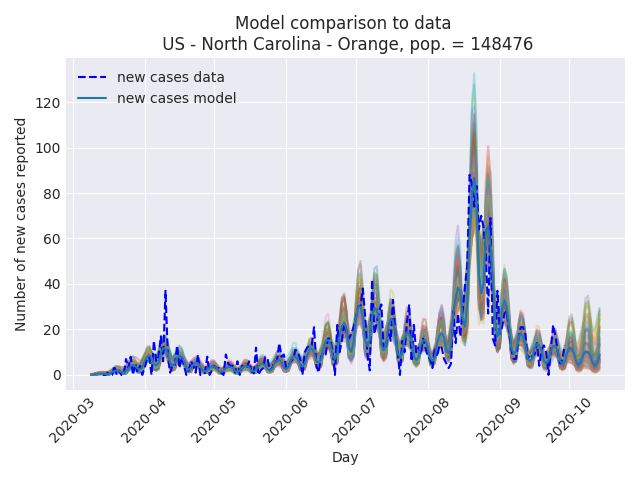 Model comparison to data
US - North Carolina - Orange, pop. = 148476
new cases data
new cases model
Number of new cases reported
120
100
80
60
40
20
0
2020-03
2020-04
2020-05
2020-06
2020-07
2020-08
2020-09
2020-10
Day